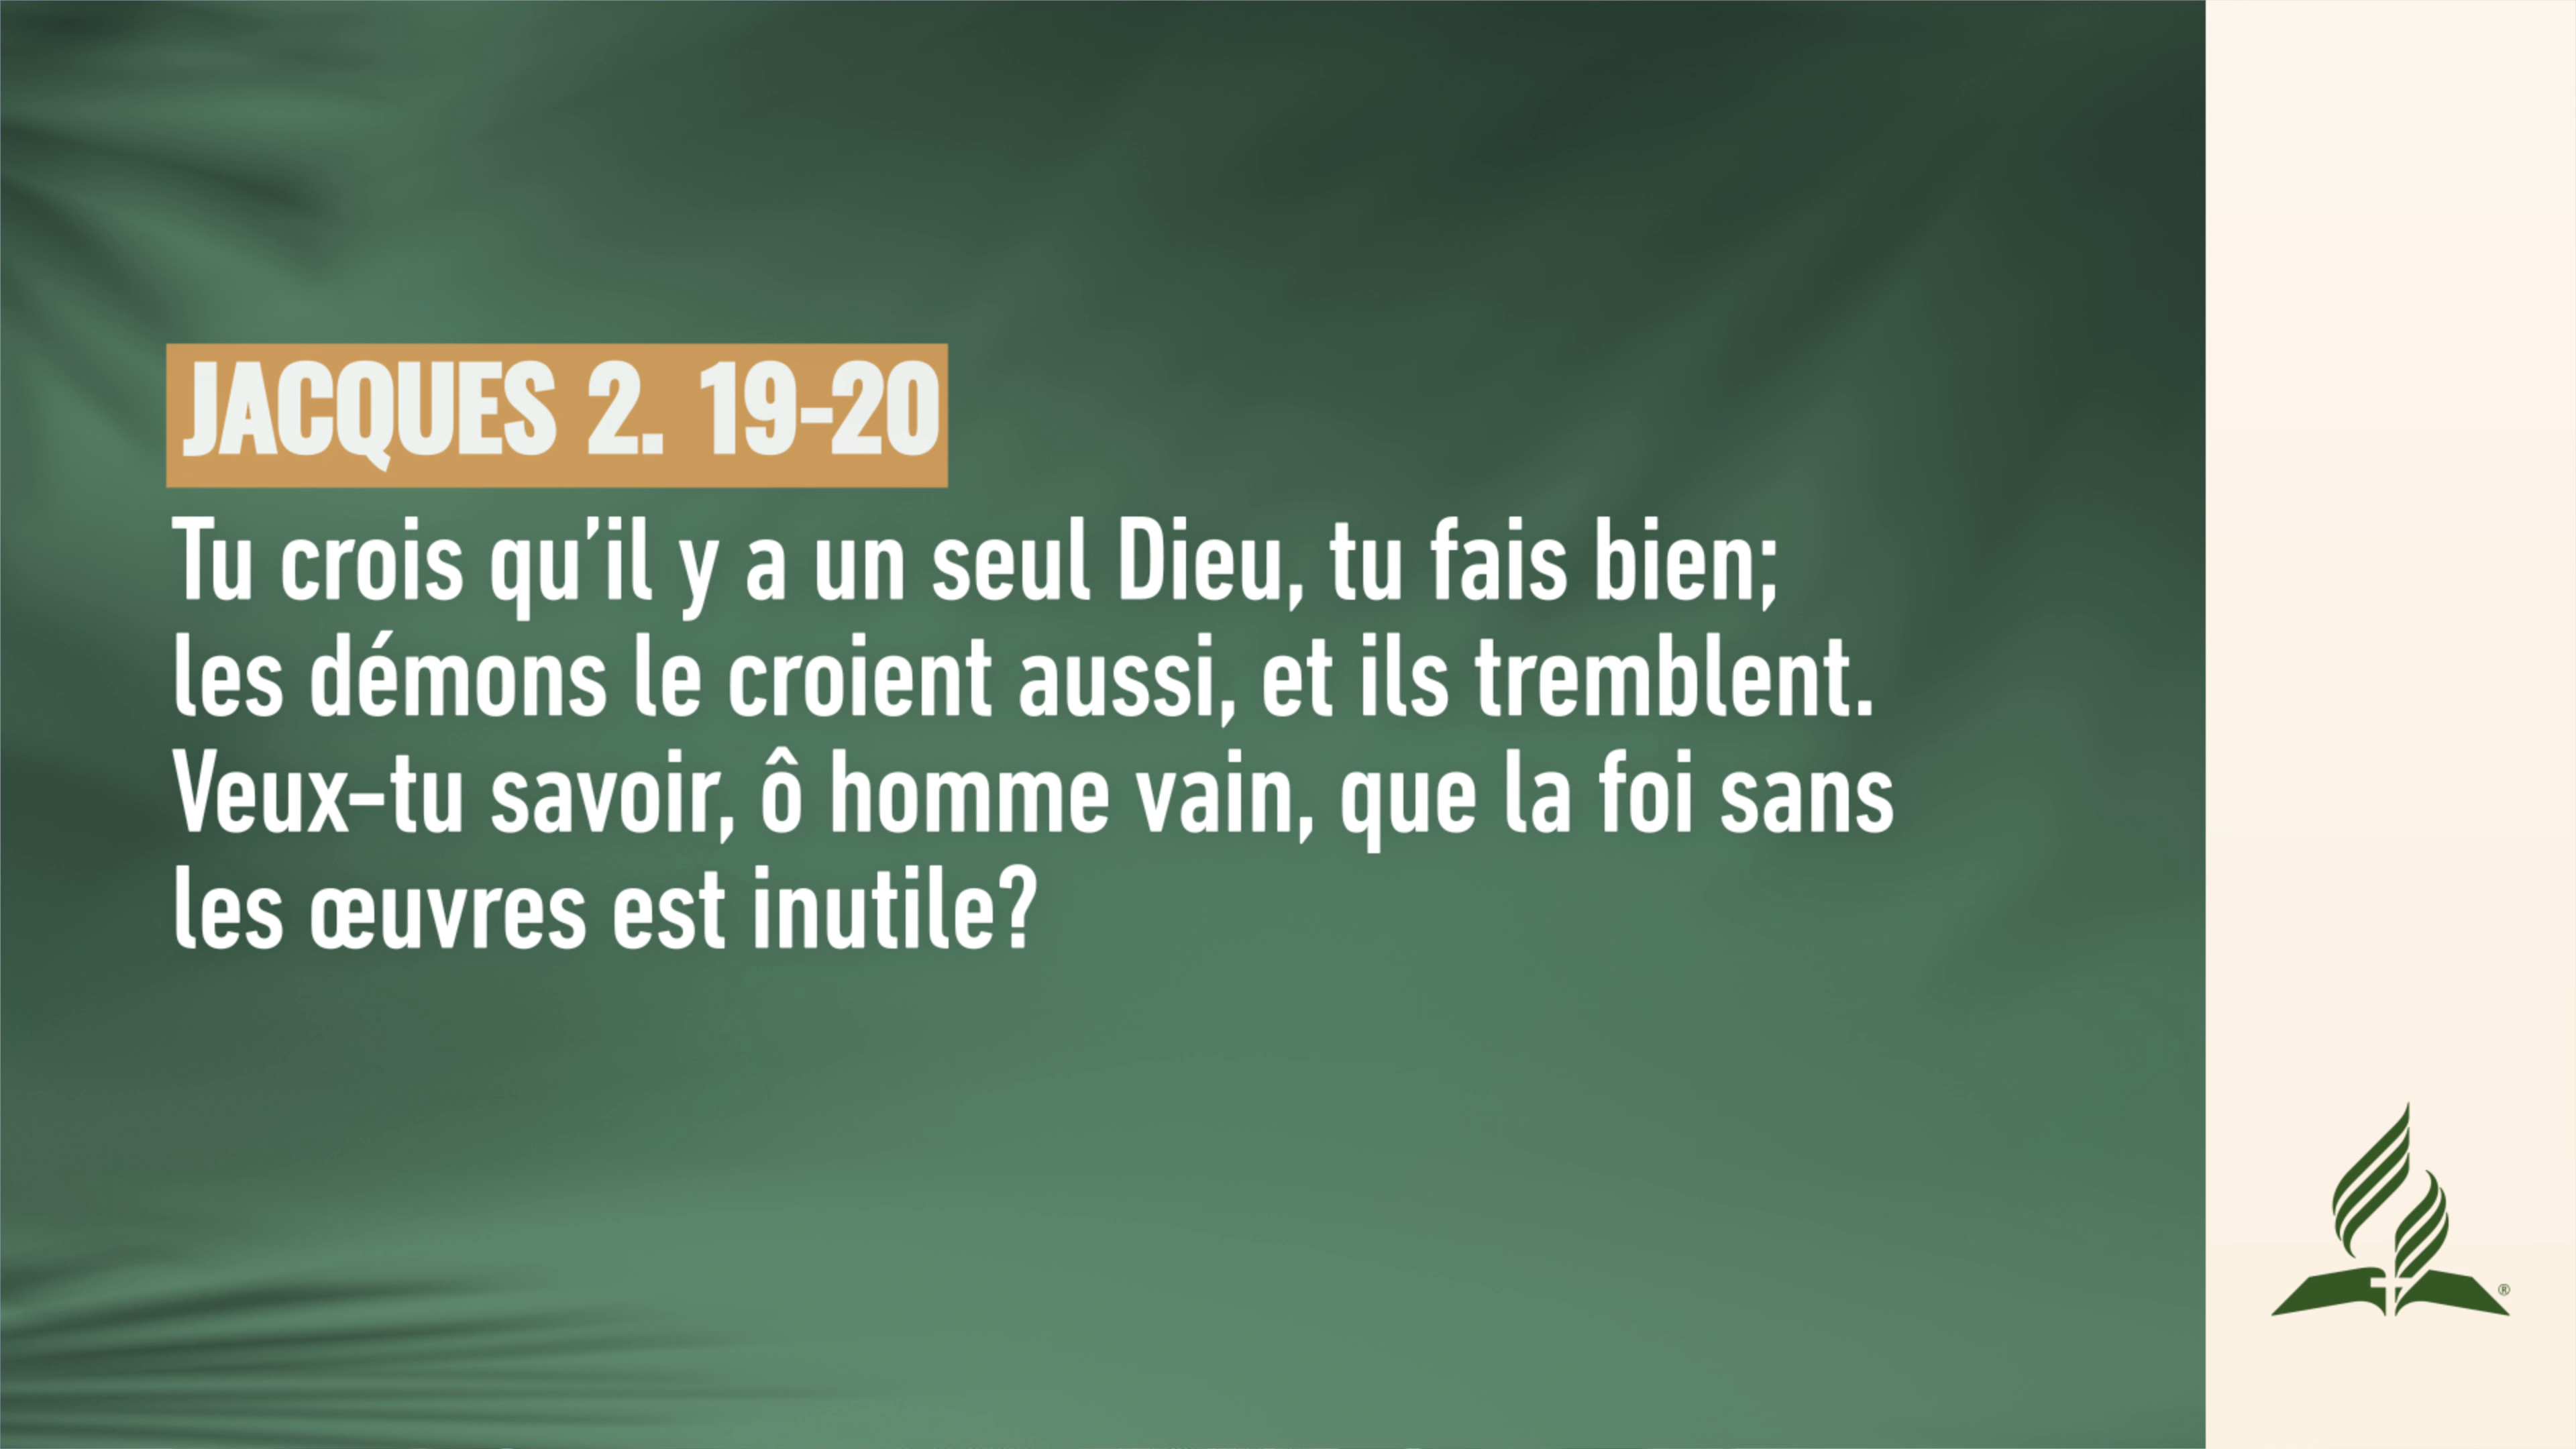 JACQUES 2. 19-20
Tu crois qu’il y a un seul Dieu, tu fais bien;
les démons le croient aussi, et ils tremblent.
Veux-tu savoir, ô homme vain, que la foi sans
les œuvres est inutile?
®